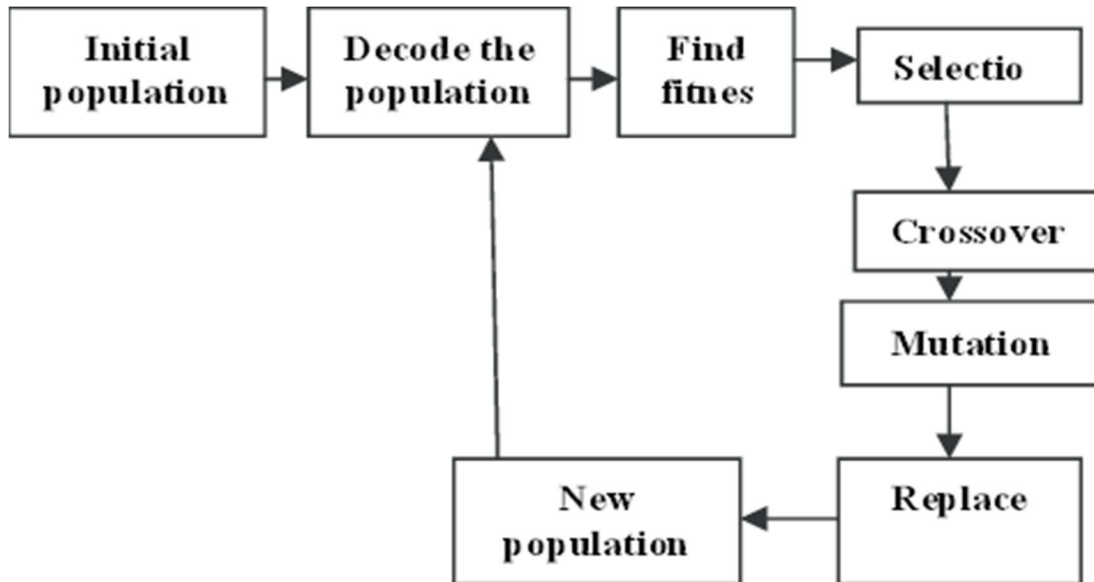 Initial
population
Decode the
population
Find
fitnes
Selectio
Crossover
Mutation
Replace
New
population